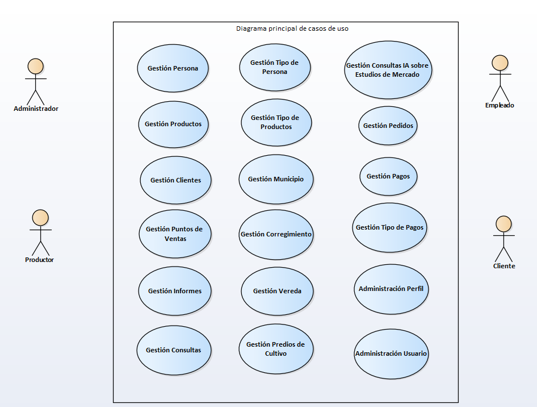 Diagrama principal de casos de uso
Administrador
Productor
Gestión Persona
Gestión Tipo de
Persona
Gestión Consultas IA sobre
Estudios de Mercado
Gestión Productos
Gestión Tipo de
Productos
Gestión Pedidos
Gestión Clientes
Gestión Municipio
Gestión Pagos
Gestión Puntos de
Ventas
Gestión Corregimiento
Gestión Tipo de Pagos
Gestión Informes
Gestión Vereda
Administración Perfil
Gestión Consultas
Gestión Predios de
Cultivo
Administración Usuario
Empleado
Cliente